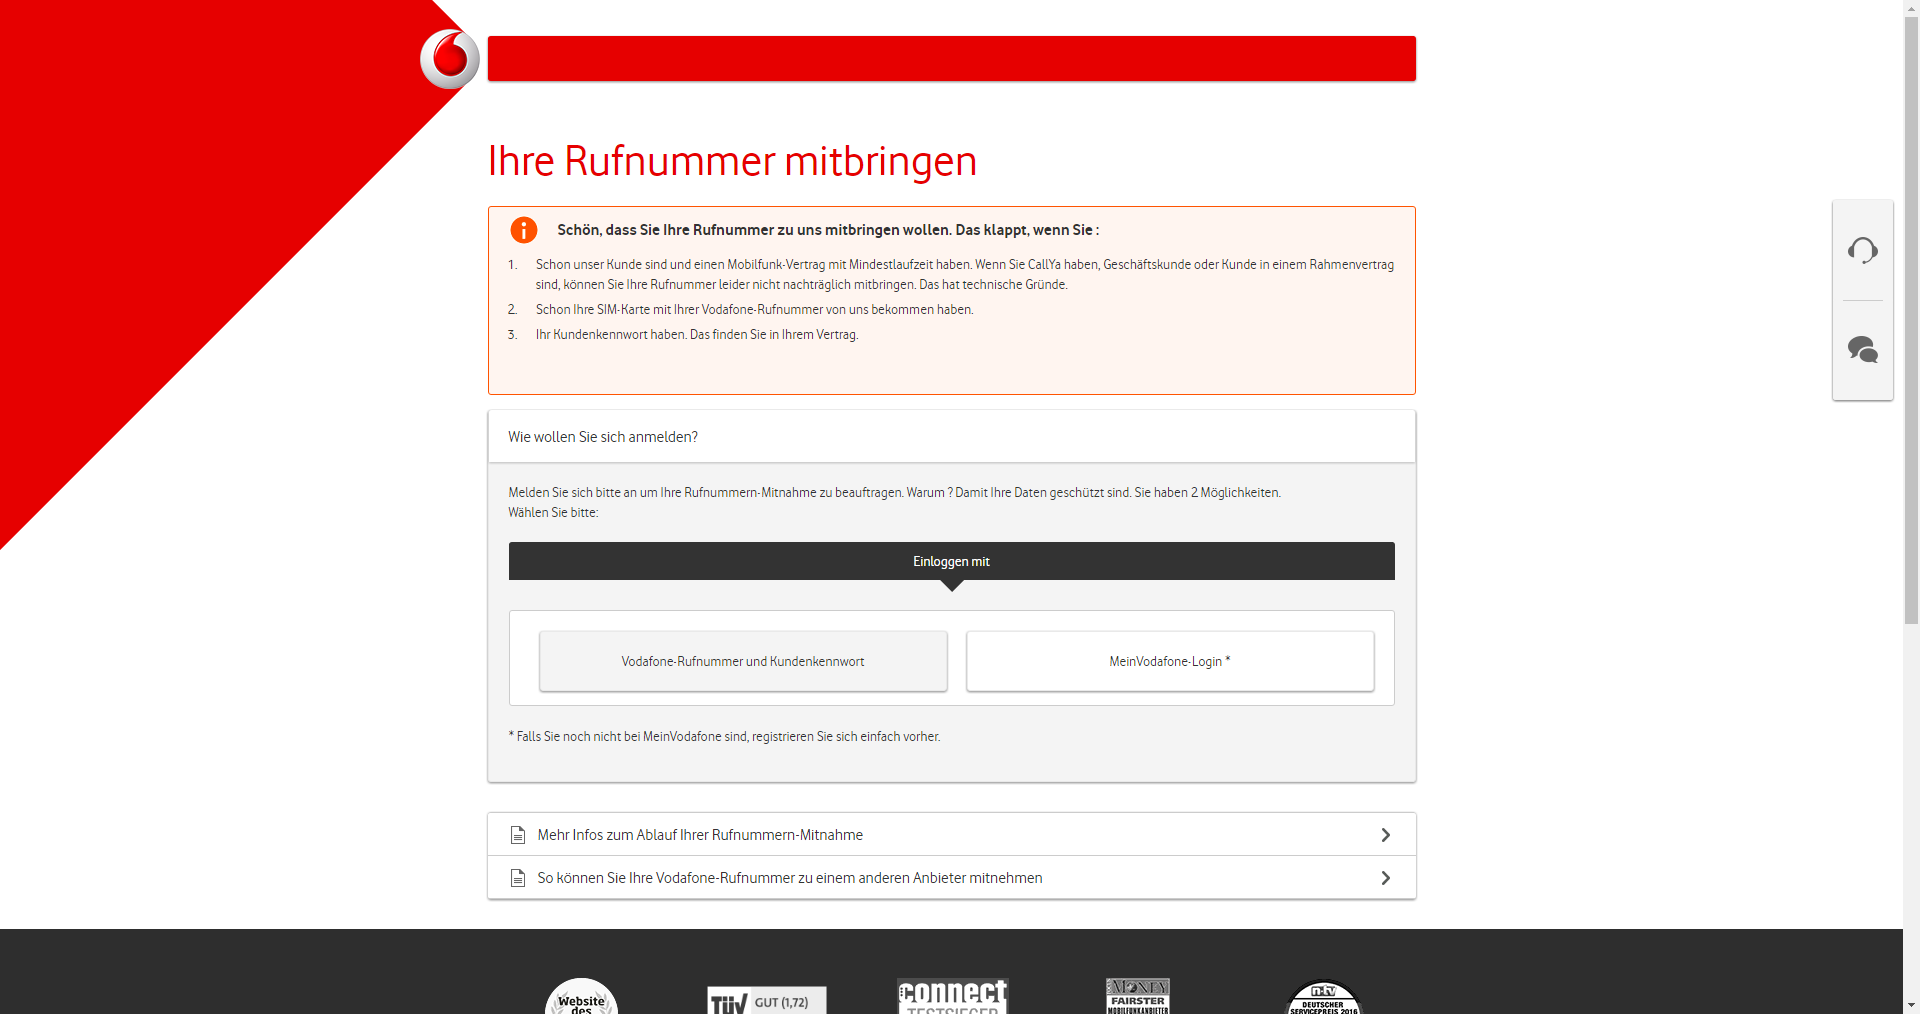 Ihre Rufnummer mitbringen
Schön, dass Sie Ihre Rufnummer zu uns mitbringen wollen. Das klappt, wenn Sie :
1. Schon unser Kunde sind und einen Mobilfunk-Vertrag mit Mindestlaufzeit haben. Wenn Sie CallYa haben, Geschäftskunde oder Kunde in einem Rahmenvertrag
sind, können Sie Ihre Rufnummer leider nicht nachträglich mitbringen. Das hat technische Gründe.
2. Schon Ihre SIM-Karte mit Ihrer Vodafone-Rufnummer von uns bekommen haben.
3. Ihr Kundenkennwort haben. Das finden Sie in Ihrem Vertrag.
Wie wollen Sie sich anmelden?
Melden Sie sich bitte an um Ihre Rufnummern-Mitnahme zu beauftragen. Warum ? Damit Ihre Daten geschützt sind. Sie haben 2 Möglichkeiten.
Wählen Sie bitte:
Einloggen mit
Vodafone-Rufnummer und Kundenkennwort
MeinVodafone-Login *
* Falls Sie noch nicht bei MeinVodafone sind, registrieren Sie sich einfach vorher.
Mehr Infos zum Ablauf Ihrer Rufnummern-Mitnahme
So können Sie Ihre Vodafone-Rufnummer zu einem anderen Anbieter mitnehmen
Website
des
TÜV GUT (1,72)
connect
TESTSIEGER
MONEY
FAIRSTER
MOBILFUNKANBIETER
n-tv
DEUTSCHER
SERVICEPREIS 2016